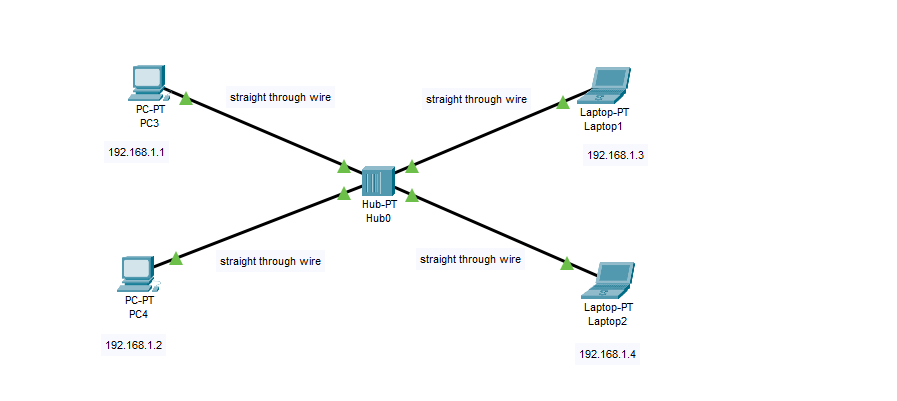 straight through wire
straight through wire
PC-PT
PC3
Laptop-PT
Laptop1
192.168.1.1
192.168.1.3
Hub-PT
Hub0
straight through wire
straight through wire
PC-PT
PC4
Laptop-PT
Laptop2
192.168.1.2
192.168.1.4